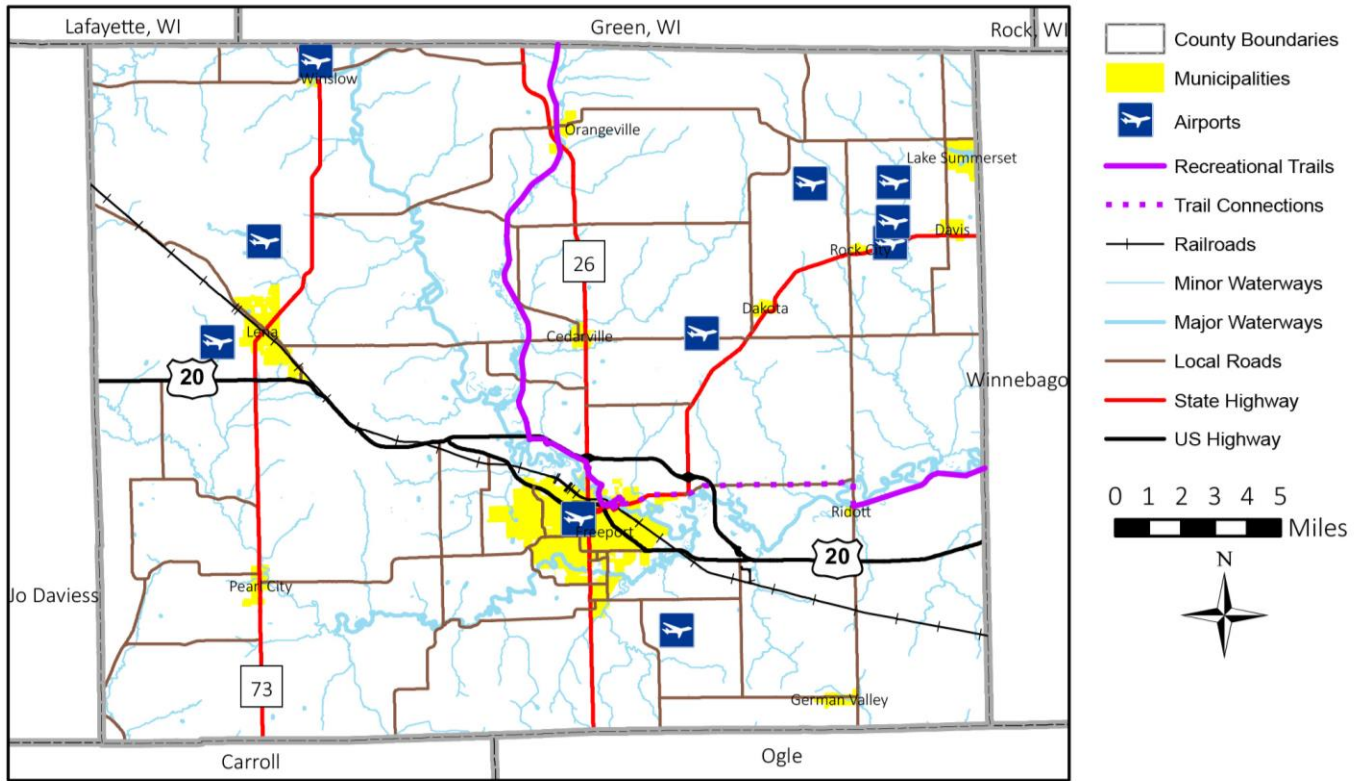 Lafayette, WI
Green, WI
Rock, WI
Winslow
Orangeville
Lake Summerset
Davis
Rock City
26
Dakota
Cedarville
Lena
20
Winnebago
Ridott
Freeport
20
Pearl City
Jo Daviess
73
German Valley
Carroll
Ogle
County Boundaries
Municipalities
Airports
Recreational Trails
Trail Connections
Railroads
Minor Waterways
Major Waterways
Local Roads
State Highway
US Highway
0 1 2 3 4 5
Miles
N